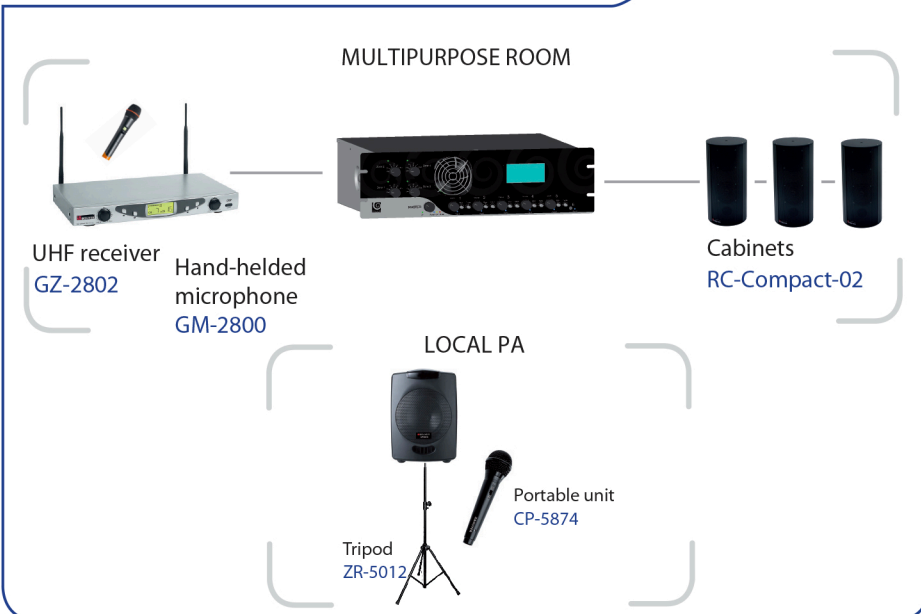 MULTIPURPOSE ROOM
UHF receiver
GZ-2802
Hand-helded
microphone
GM-2800
Cabinets
RC-Compact-02
LOCAL PA
Portable unit
CP-5874
Tripod
ZR-5012